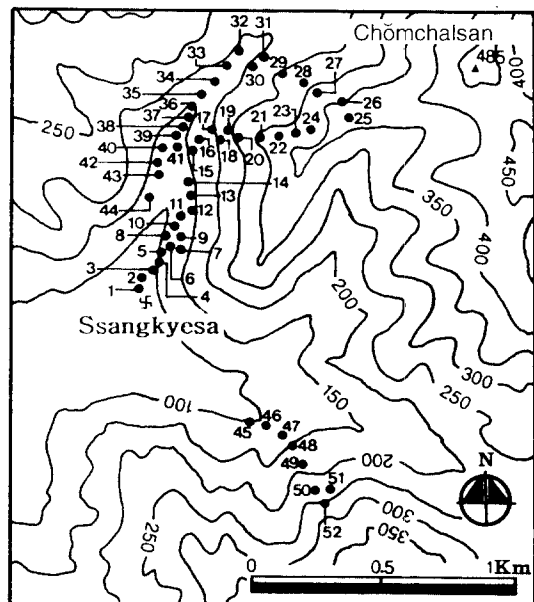 Chŏmchalsan
32 31
33 29 27 485 400
34 30 28
250 35 26
36 23
37 17 19 21 24 25
38
39 22
40 41 16 18 20
42 15 14 350
43 13
44 11 12 400
10
8 9
5 7
3 6
2 4 200
1 卐
Ssangkyesa 300
150 250
100 46
45 47
48
49 200
51 N
50
250 52 300
350
0 0.5 1Km